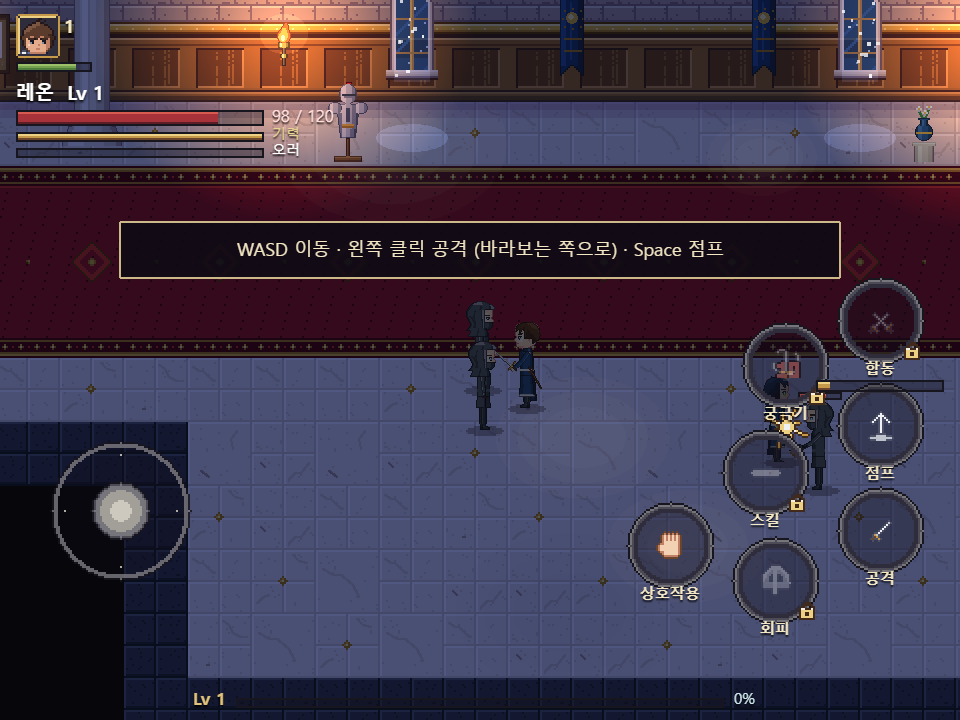 1
레온 Lv 1
98 / 120
기력
오러
WASD 이동 · 왼쪽 클릭 공격 (바라보는 쪽으로) · Space 점프
합동
궁극기
점프
스킬
공격
상호작용
회피
Lv 1
0%